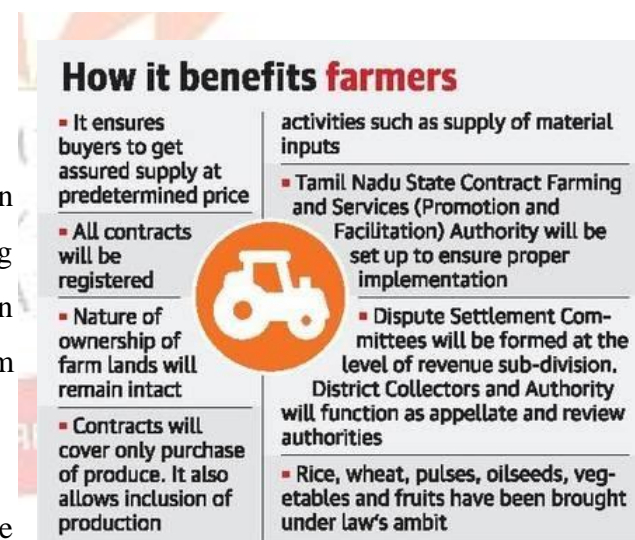 How it benefits farmers
▪ It ensures
buyers to get
assured supply at
predetermined price
▪ All contracts
will be
registered
▪ Nature of
ownership of
farm lands will
remain intact
▪ Contracts will
cover only purchase
of produce. It also
allows inclusion of
production
activities such as supply of material
inputs
▪ Tamil Nadu State Contract Farming
and Services (Promotion and
Facilitation) Authority will be
set up to ensure proper
implementation
▪ Dispute Settlement Com-
mittees will be formed at the
level of revenue sub-division.
District Collectors and Authority
will function as appellate and review
authorities
▪ Rice, wheat, pulses, oilseeds, veg-
etables and fruits have been brought
under law's ambit